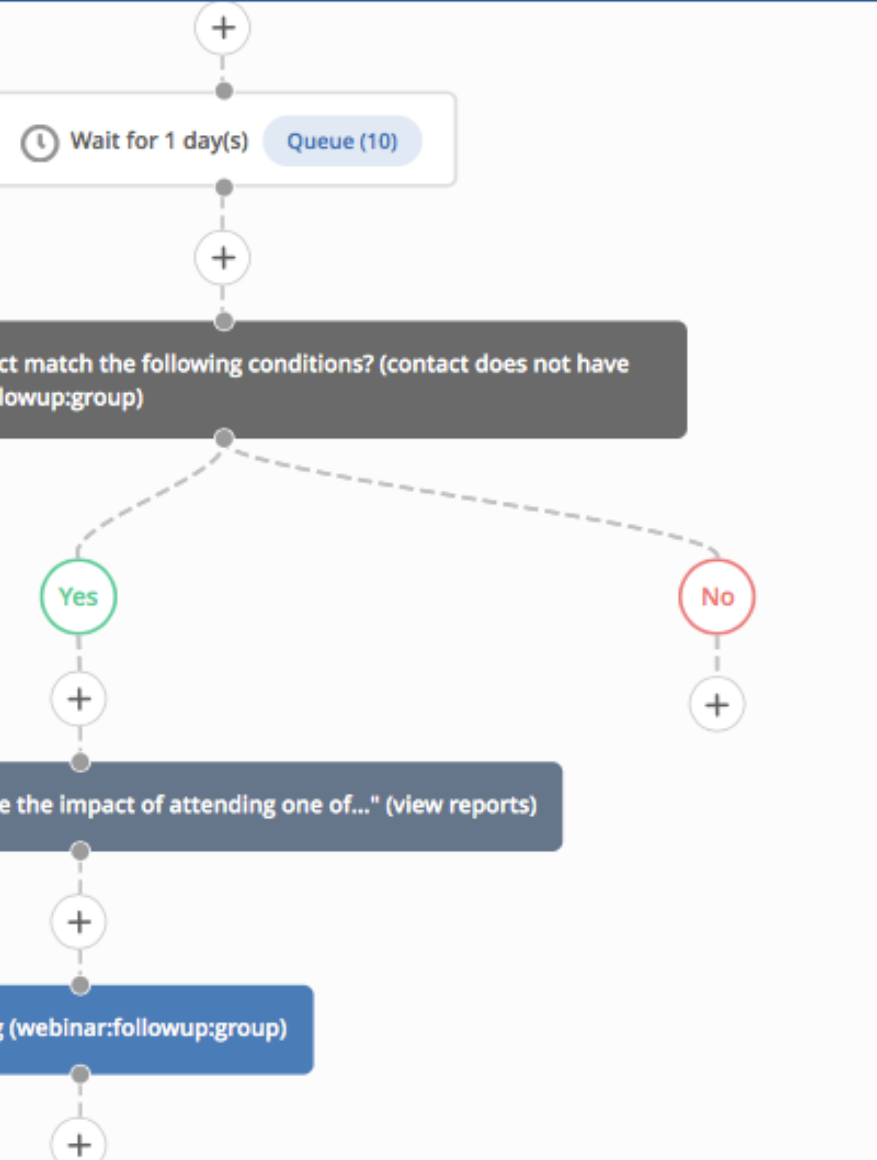 Wait for 1 day(s) Queue (10)
ct match the following conditions? (contact does not have
lowup:group)
Yes
No
e the impact of attending one of..." (view reports)
g (webinar:followup:group)